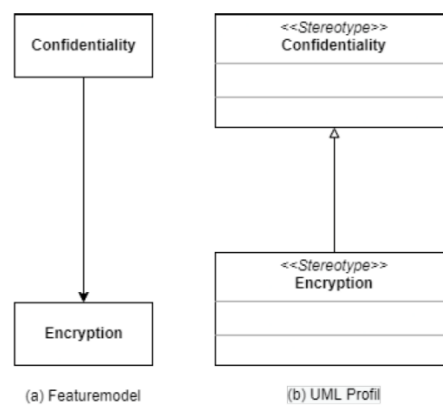 Confidentiality
Encryption
(a) Featuremodel
<<Stereotype>>
Confidentiality
<<Stereotype>>
Encryption
(b) UML Profil